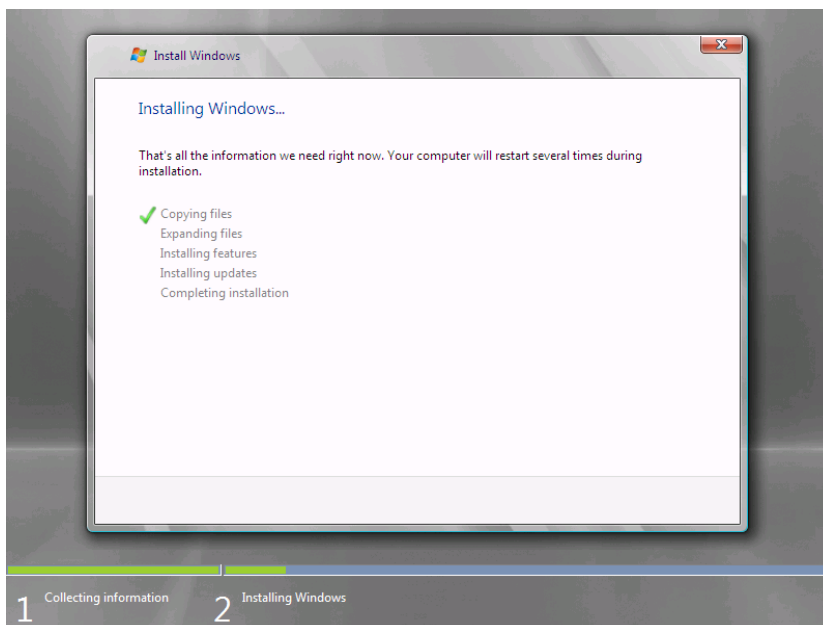 Install Windows
Installing Windows...
That's all the information we need right now. Your computer will restart several times during
installation.
Copying files
Expanding files
Installing features
Installing updates
Completing installation
1 Collecting information 2 Installing Windows